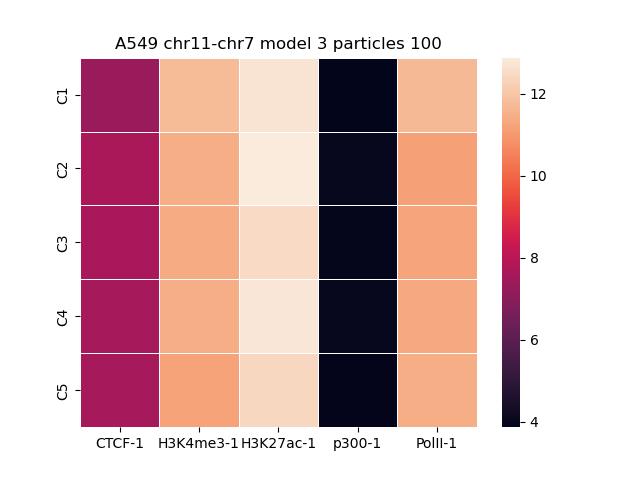 A549 chr11-chr7 model 3 particles 100
C1
C2
C3
C4
C5
CTCF-1 H3K4me3-1 H3K27ac-1 p300-1 PolII-1
12
10
8
6
4